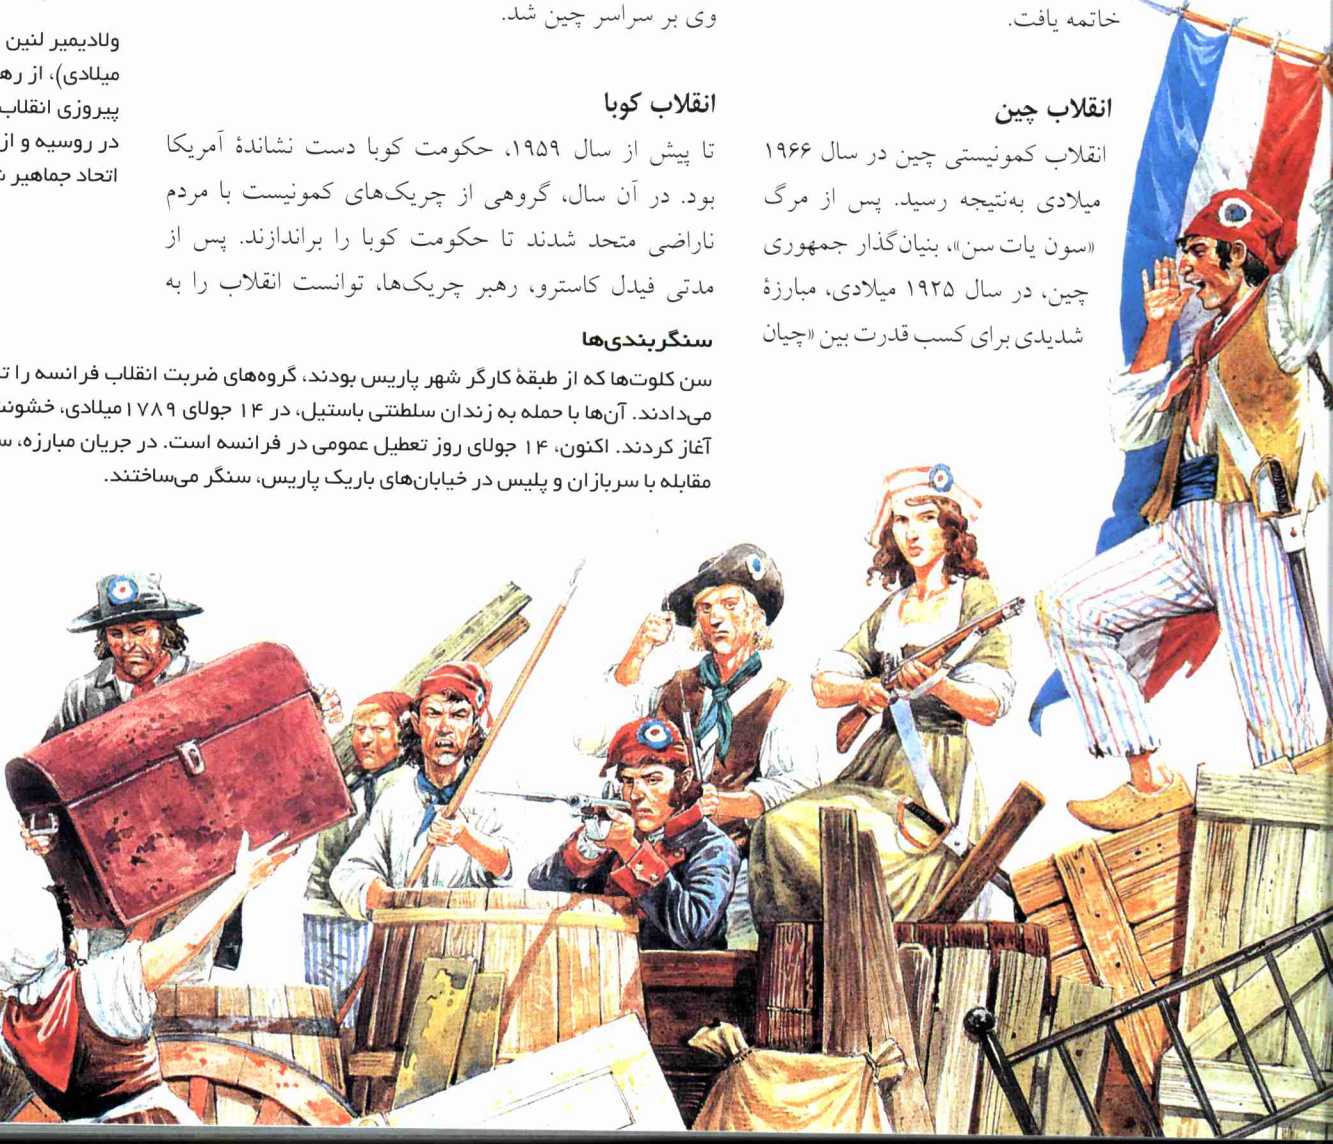 خاتمه یافت.
انقلاب چین
انقلاب کمونیستی چین در سال ۱۹۶۶
میلادی به‌نتیجه رسید. پس از مرگ
«سون یات سن»، بنیان‌گذار جمهوری
چین، در سال ۱۹۲۵ میلادی، مبارزهٔ
شدیدی برای کسب قدرت بین «چیان
وی بر سراسر چین شد.
انقلاب کوبا
تا پیش از سال ۱۹۵۹، حکومت کوبا دست نشاندهٔ آمریکا
بود. در آن سال، گروهی از چریک‌های کمونیست با مردم
ناراضی متحد شدند تا حکومت کوبا را براندازند. پس از
مدتی فیدل کاسترو، رهبر چریک‌ها، توانست انقلاب را به
سنگربندی‌ها
سن کلوت‌ها که از طبقهٔ کارگر شهر پاریس بودند، گروه‌های ضربت انقلاب فرانسه را
می‌دادند. آن‌ها با حمله به زندان سلطنتی باستیل، در ۱۴ جولای ۱۷۸۹میلادی،
آغاز کردند. اکنون، ۱۴ جولای روز تعطیل عمومی در فرانسه است. در جریان مبارزه،
مقابله با سربازان و پلیس در خیابان‌های باریک پاریس، سنگر می‌ساختند.
ولادیمیر لنین
میلادی)، از
پیروزی انقلاب
در روسیه و از
اتحاد جماهیر